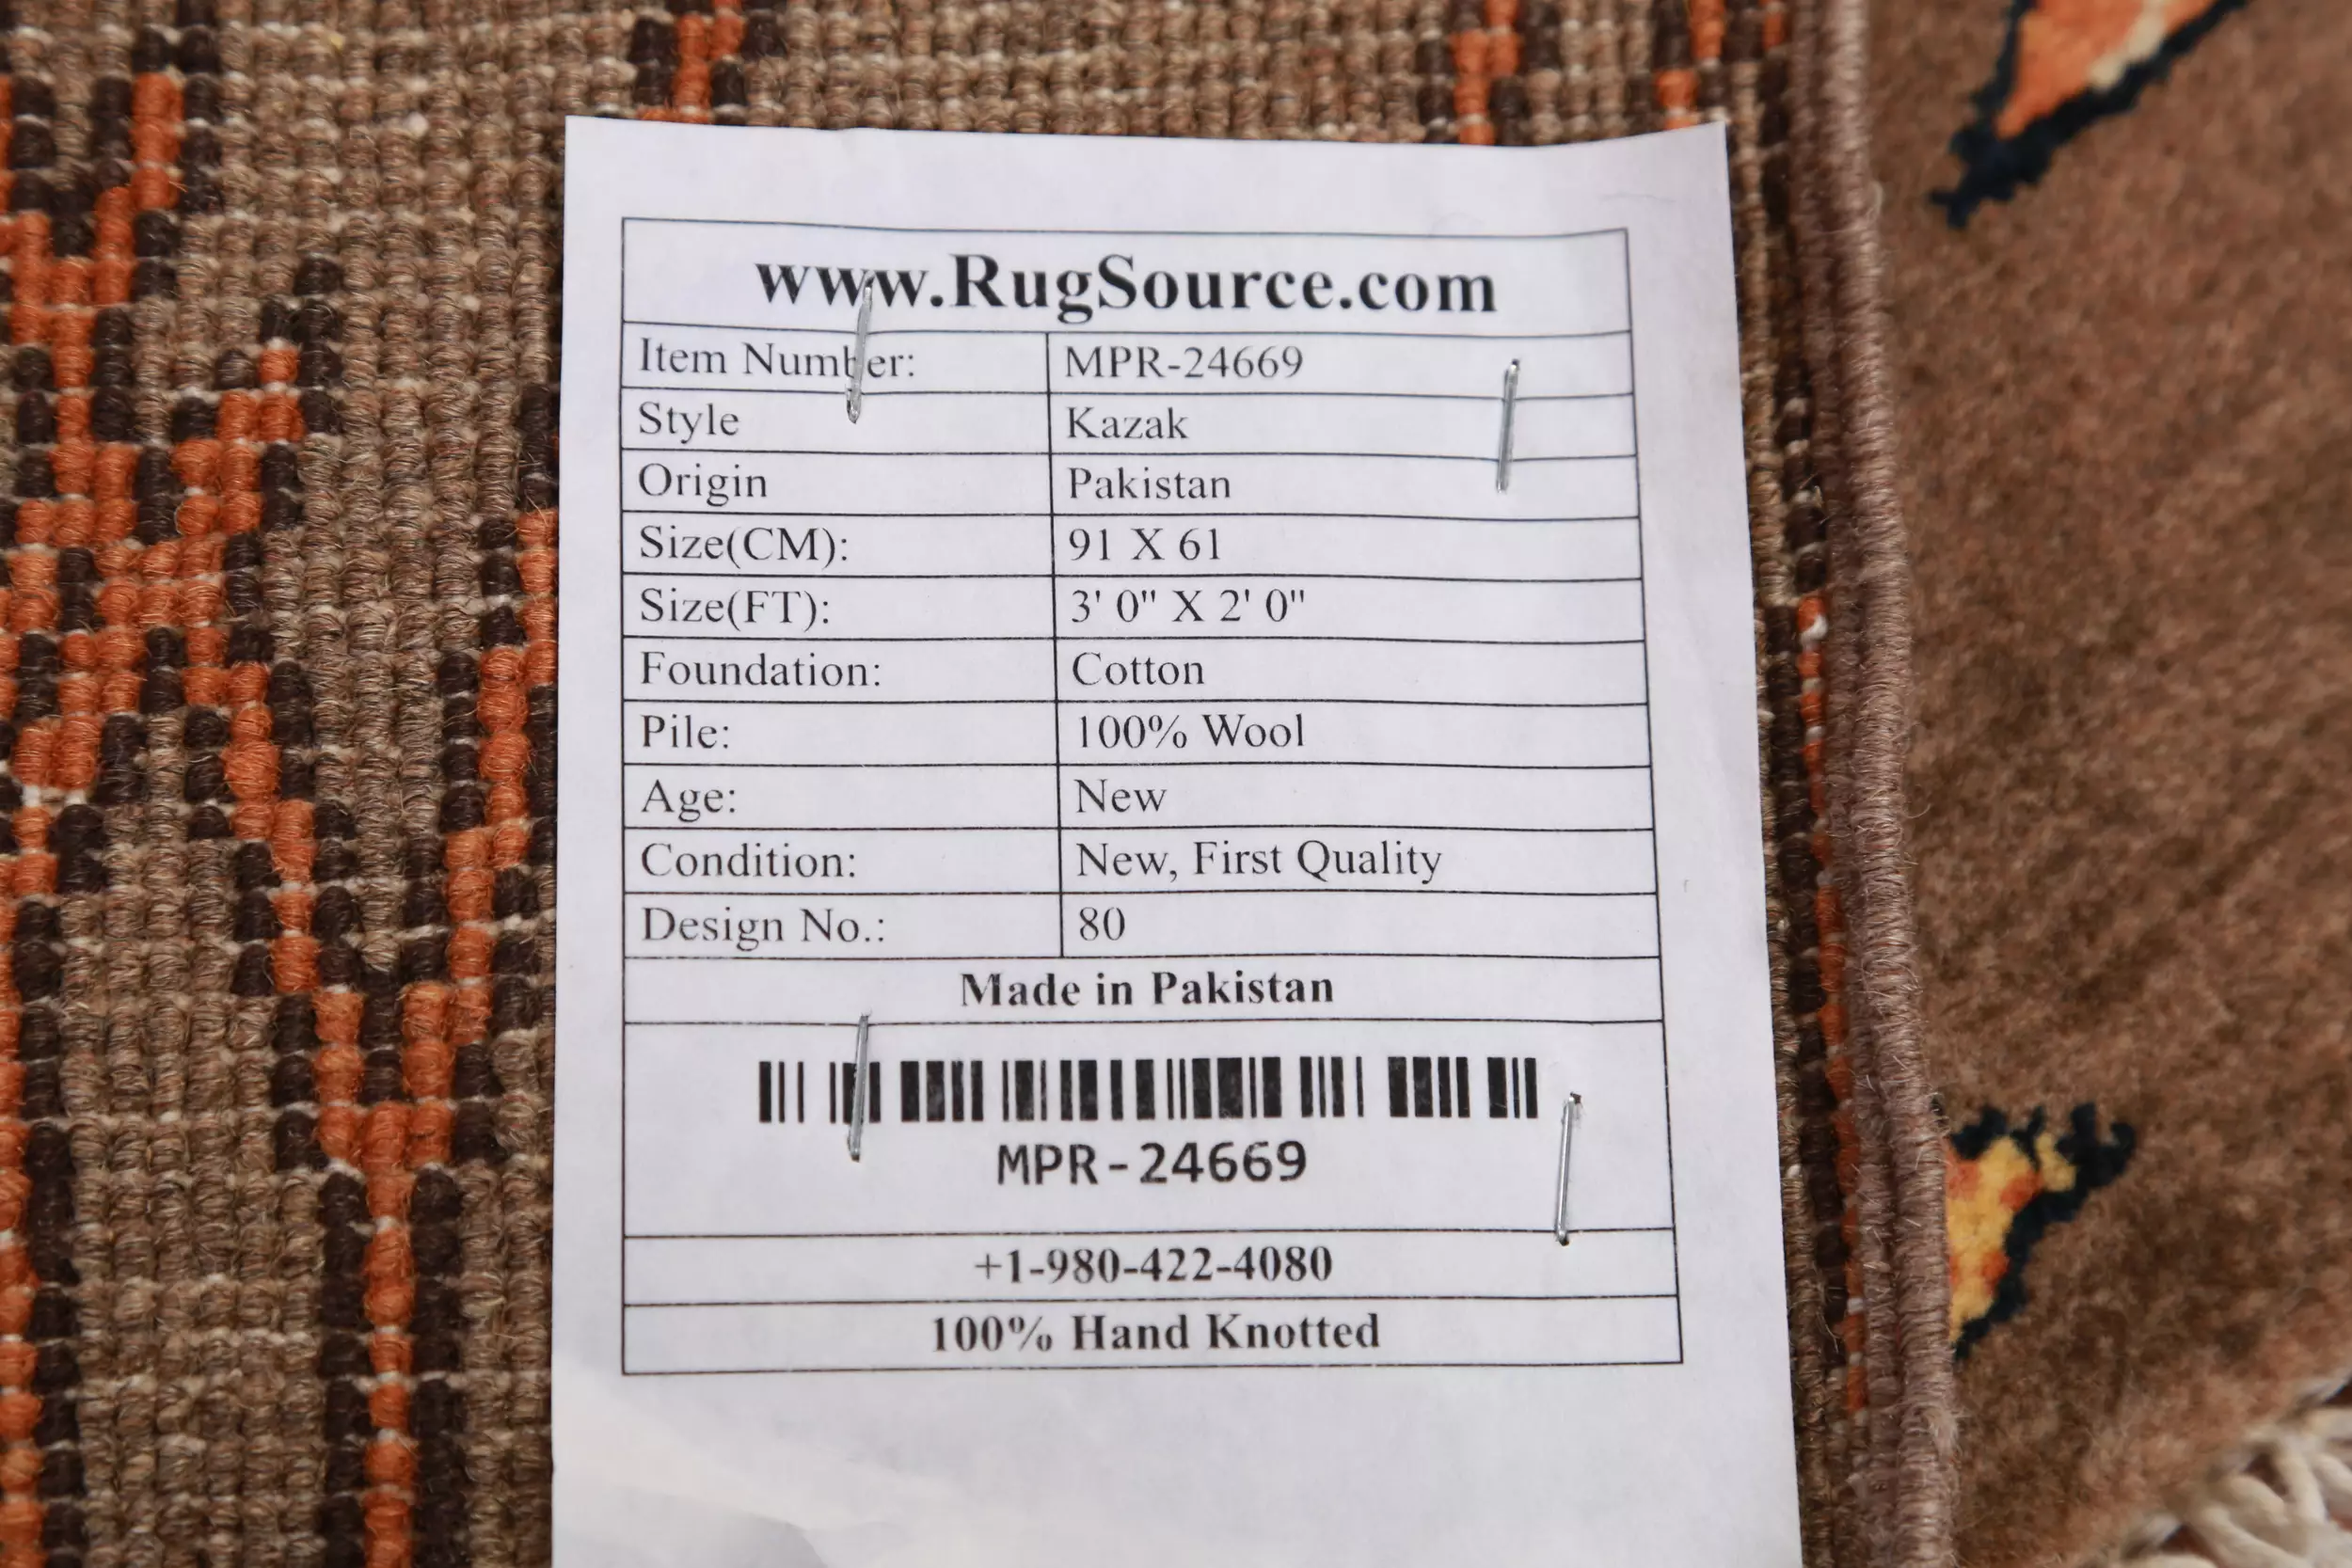 www.RugSource.com
Item Number: MPR-24669
Style Kazak
Origin Pakistan
Size(CM): 91 X 61
Size(FT): 3' 0" X 2' 0"
Foundation: Cotton
Pile: 100% Wool
Age: New
Condition: New, First Quality
Design No.: 80
Made in Pakistan
MPR-24669
+1-980-422-4080
100% Hand Knotted